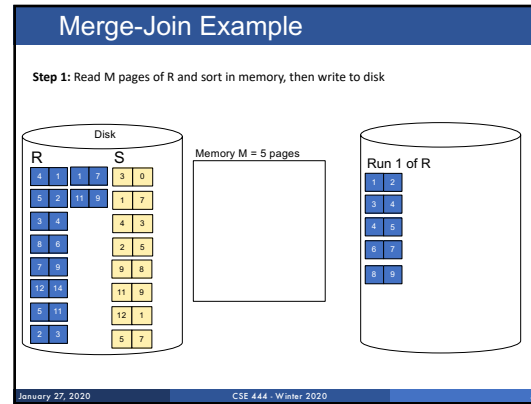 Merge-Join Example
Step 1: Read M pages of R and sort in memory, then write to disk
Disk
R S
4 1 1 7 3 0
5 2 11 9 1 7
3 4 4 3
8 6 2 5
7 9 9 8
12 14 11 9
5 11 12 1
2 3 5 7
Memory M = 5 pages
Run 1 of R
1 2
3 4
4 5
6 7
8 9
January 27, 2020 CSE 444 - Winter 2020